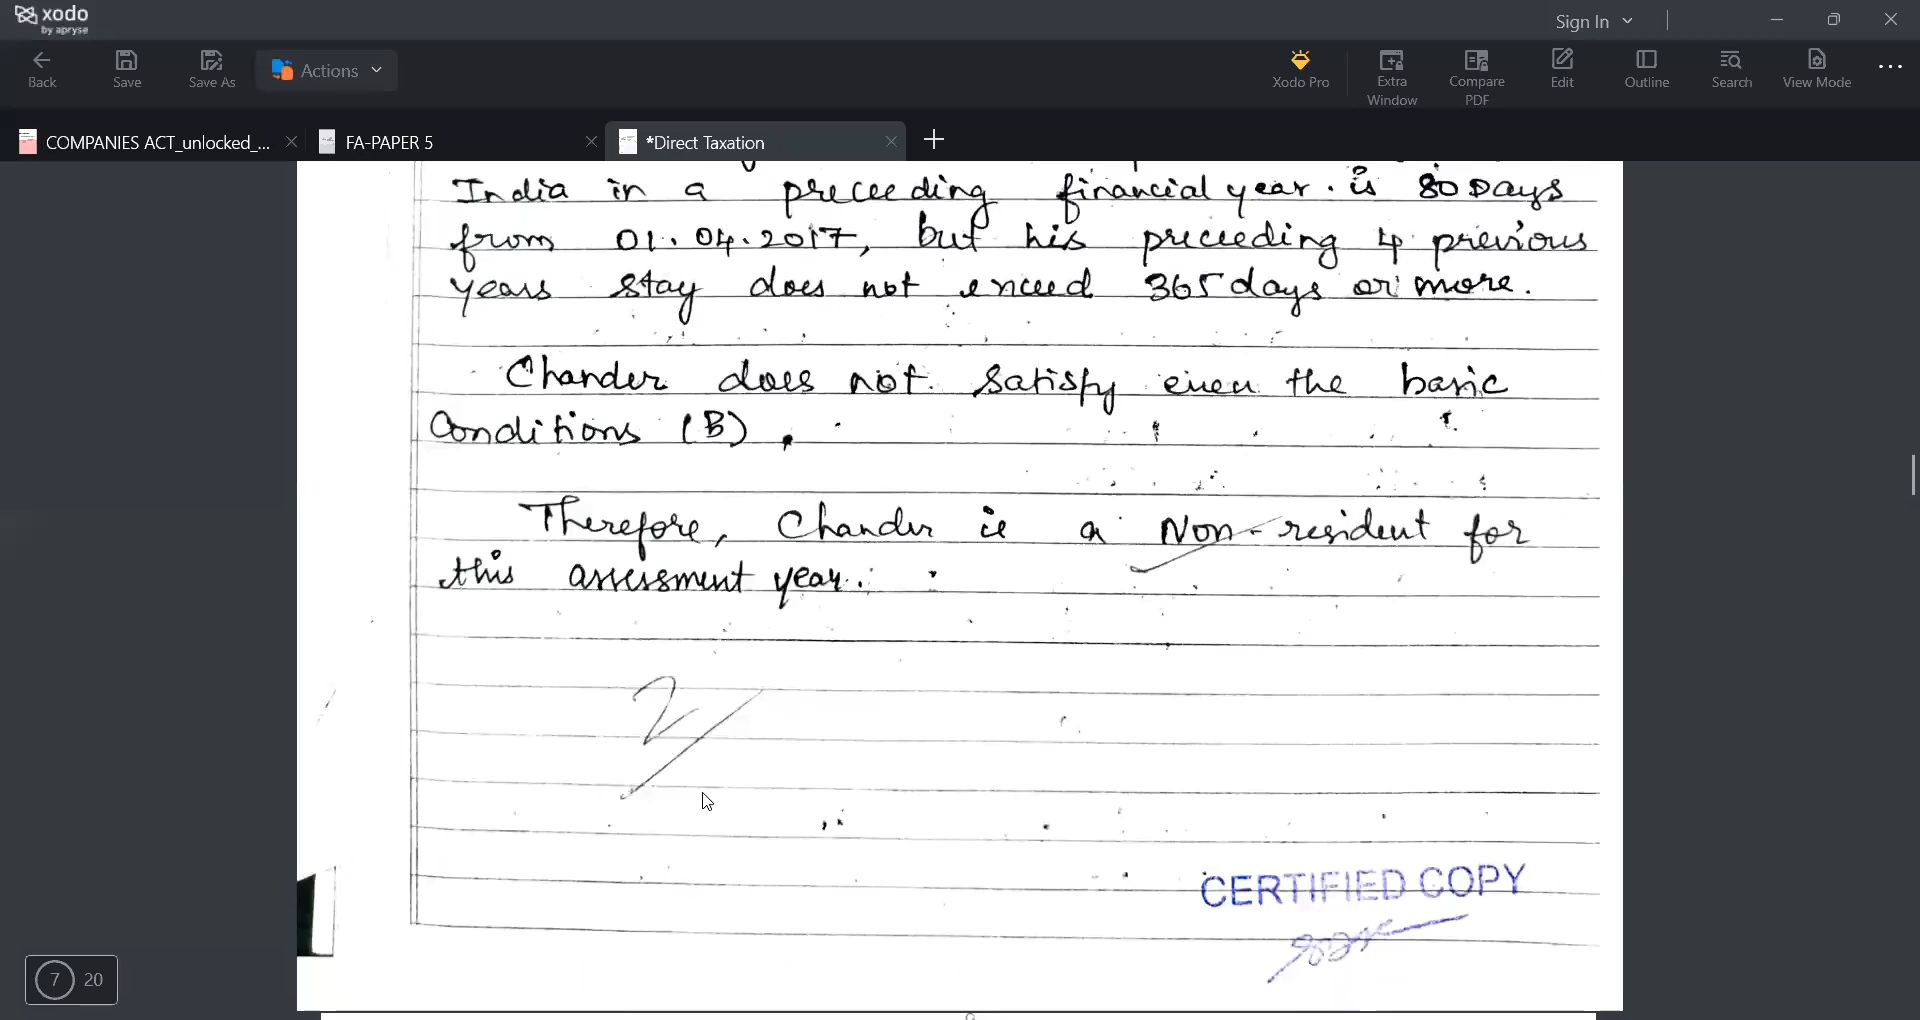 xodo
by apryse
Sign In
Back
Save
Save As
Actions
Xodo Pro
Extra Window
Compare PDF
Edit
Outline
Search
View Mode
COMPANIES ACT_unlocked_...
FA-PAPER 5
*Direct Taxation
India in a preceeding financial year. is 80 Days
from 01.04.2017, but his preceeding 4 previous
years stay does not exceed 365 days or more.
Chander does not satisfy even the basic
Conditions (B).
Therefore, Chander is a Non-resident for
this assessment year.
CERTIFIED COPY
7 20